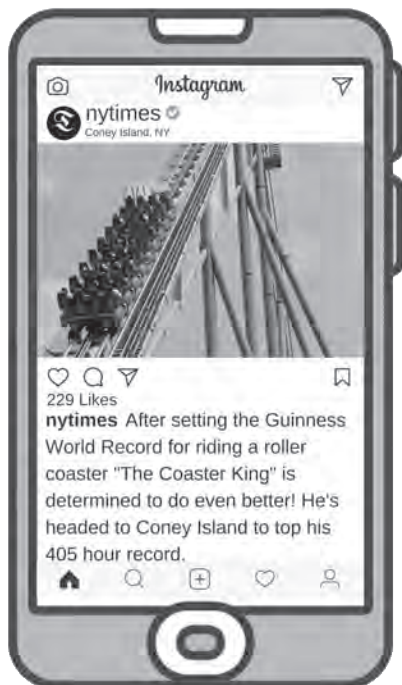 Instagram
nytimes
Coney Island, NY
229 Likes
nytimes After setting the Guinness
World Record for riding a roller
coaster "The Coaster King" is
determined to do even better! He's
headed to Coney Island to top his
405 hour record.